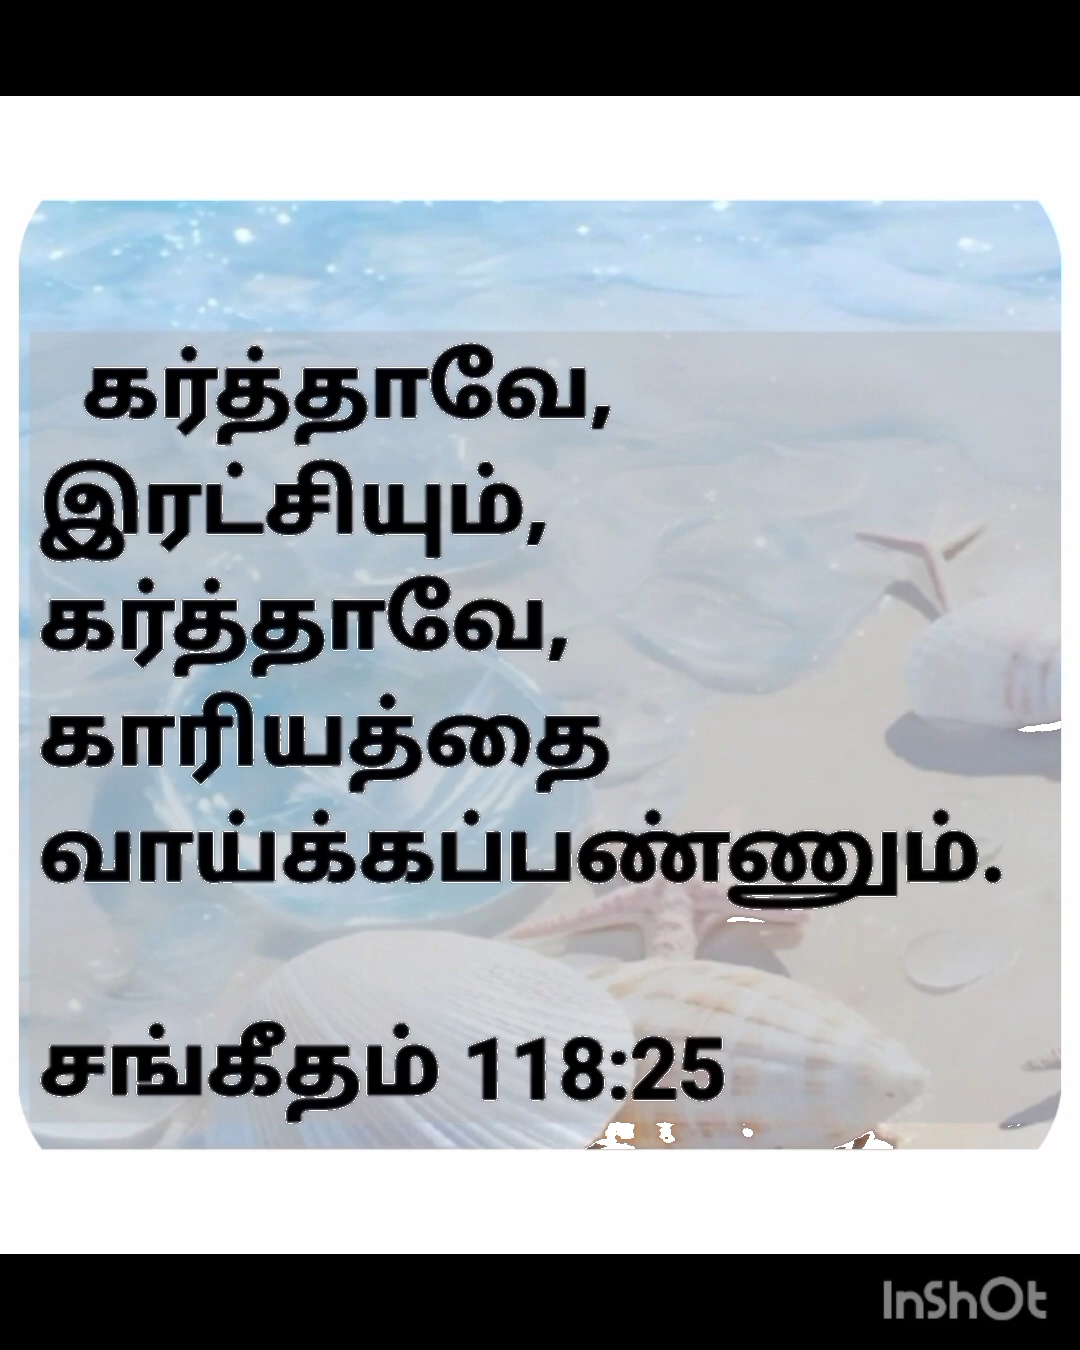 கர்த்தாவே,
இரட்சியும்,
கர்த்தாவே,
காரியத்தை
வாய்க்கப்பண்ணும்.
சங்கீதம் 118:25
InShOt